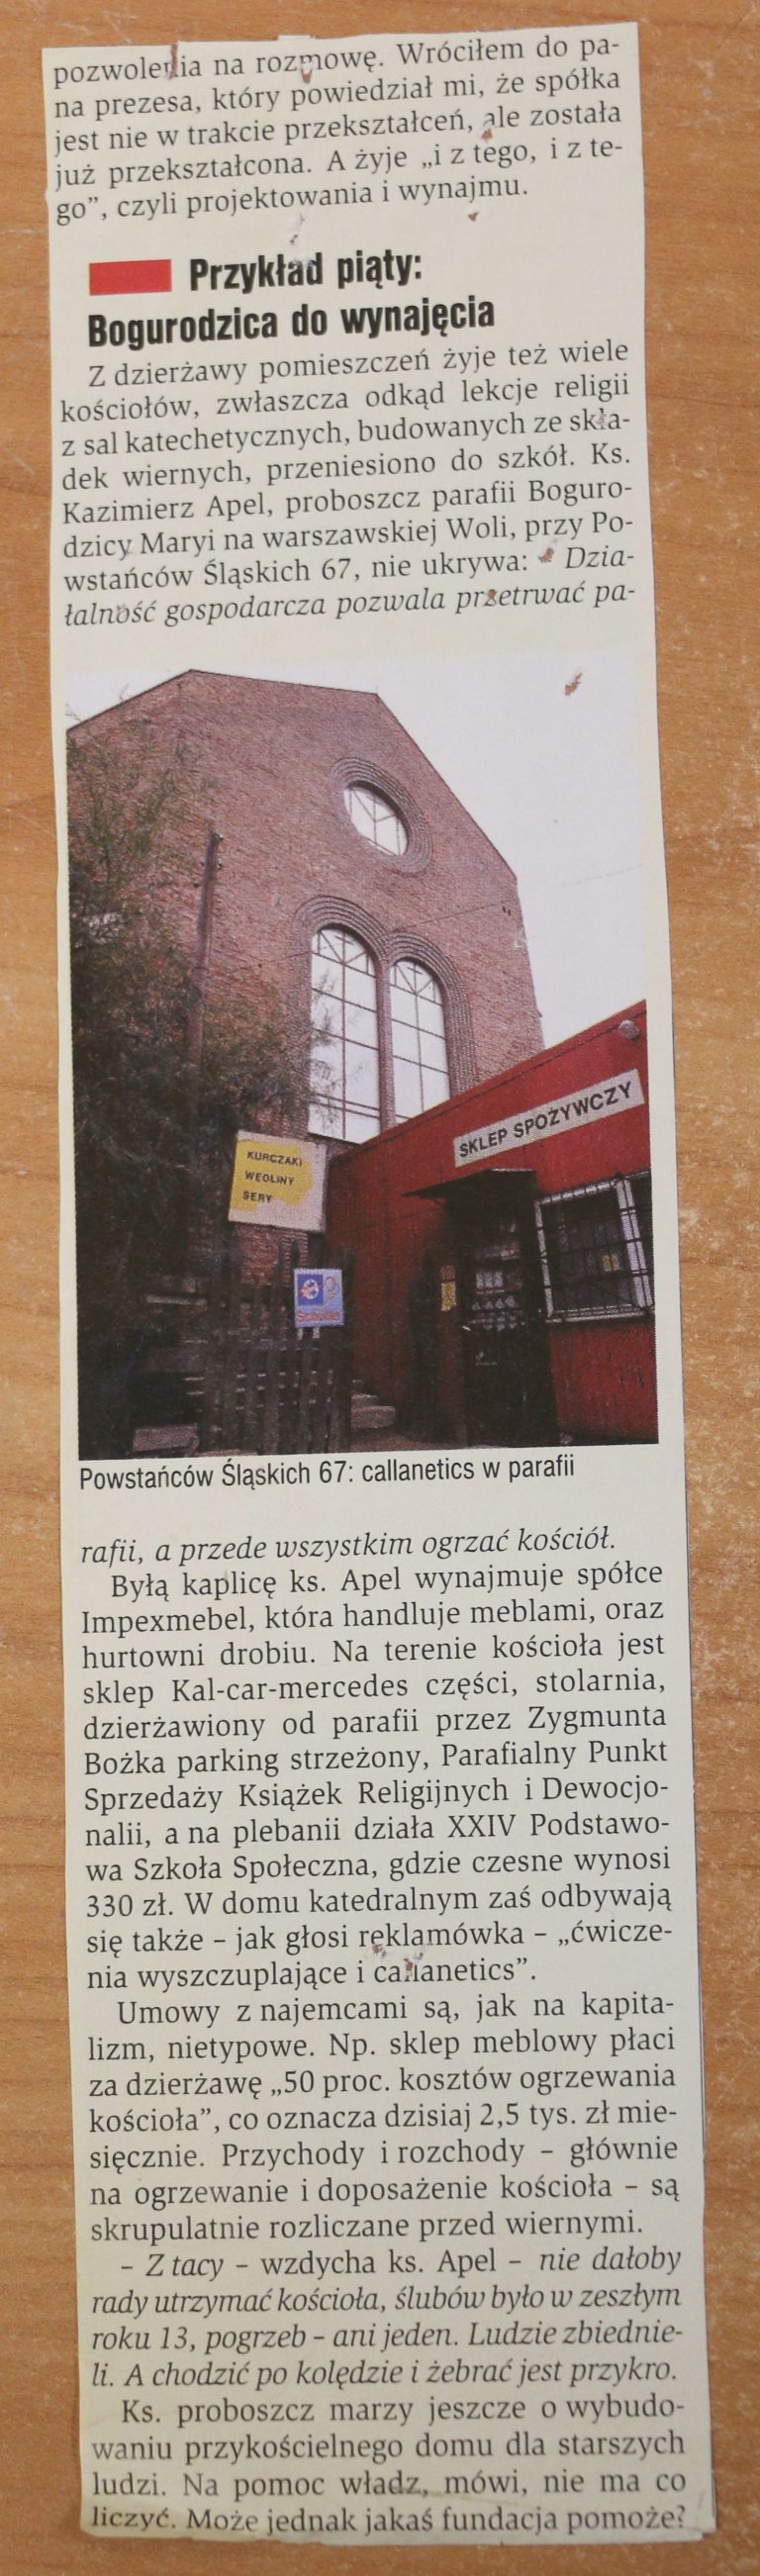 pozwolenia na rozmowę. Wróciłem do pa-
na prezesa, który powiedział mi, że spółka
jest nie w trakcie przekształceń, ale została
już przekształcona. A żyje „i z tego, i z te-
go”, czyli projektowania i wynajmu.
Przykład piąty:
Bogurodzica do wynajęcia
Z dzierżawy pomieszczeń żyje też wiele
kościołów, zwłaszcza odkąd lekcje religii
z sal katechetycznych, budowanych ze skła-
dek wiernych, przeniesiono do szkół. Ks.
Kazimierz Apel, proboszcz parafii Boguro-
dzicy Maryi na warszawskiej Woli, przy Po-
wstańców Śląskich 67, nie ukrywa: - Dzia-
łalność gospodarcza pozwala przetrwać pa-
SKLEP SPOŻYWCZY
KURCZAKI
WĘDLINY
SERY
Powstańców Śląskich 67: callanetics w parafii
rafii, a przede wszystkim ogrzać kościół.
Byłą kaplicę ks. Apel wynajmuje spółce
Impexmebel, która handluje meblami, oraz
hurtowni drobiu. Na terenie kościoła jest
sklep Kal-car-mercedes części, stolarnia,
dzierżawiony od parafii przez Zygmunta
Bożka parking strzeżony, Parafialny Punkt
Sprzedaży Książek Religijnych i Dewocjo-
nalii, a na plebanii działa XXIV Podstawo-
wa Szkoła Społeczna, gdzie czesne wynosi
330 zł. W domu katedralnym zaś odbywają
się także – jak głosi reklamówka – „ćwicze-
nia wyszczuplające i callanetics”.
Umowy z najemcami są, jak na kapita-
lizm, nietypowe. Np. sklep meblowy płaci
za dzierżawę „50 proc. kosztów ogrzewania
kościoła”, co oznacza dzisiaj 2,5 tys. zł mie-
sięcznie. Przychody i rozchody – głównie
na ogrzewanie i doposażenie kościoła – są
skrupulatnie rozliczane przed wiernymi.
– Z tacy – wzdycha ks. Apel – nie dałoby
rady utrzymać kościoła, ślubów było w zeszłym
roku 13, pogrzeb – ani jeden. Ludzie zbiednie-
li. A chodzić po kolędzie i żebrać jest przykro.
Ks. proboszcz marzy jeszcze o wybudo-
waniu przykościelnego domu dla starszych
ludzi. Na pomoc władz, mówi, nie ma co
liczyć. Może jednak jakaś fundacja pomoże?